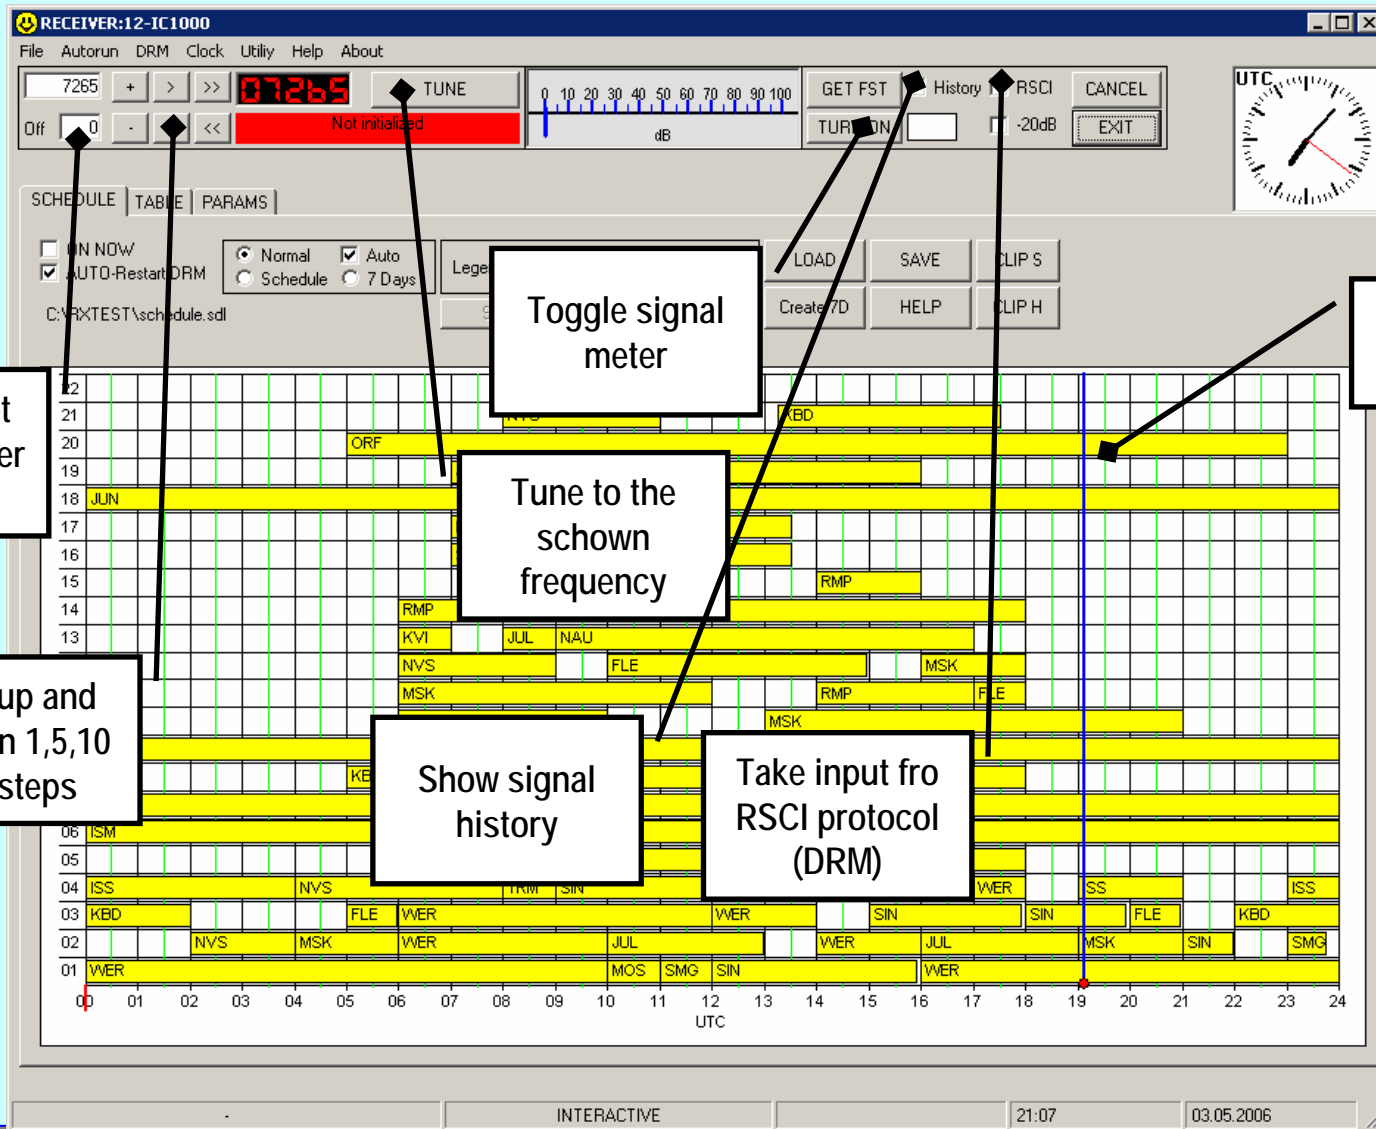 RECEIVER:12-IC1000
File Autorun DRM Clock Utiliy Help About
7265 + > >> 07265 TUNE
0 10 20 30 40 50 60 70 80 90 100
dB
GET FST History RSCI CANCEL
Off 0 - << Not initialized
-20dB EXIT
UTC
SCHEDULE TABLE PARAMS
ON NOW
AUTO-Restart DRM
Normal Auto
Schedule 7 Days
LOAD SAVE CLIP S
Create 7D HELP CLIP H
C:\RXTEST\schedule.sdl
Toggle signal
meter
Tune to the
schown
frequency
up and
1,5,10
steps
Show signal
history
Take input fro
RSCI protocol
(DRM)
22
21 KBD
20 ORF
19
18 JUN
17
16
15 RMP
14 RMP
13 KVI JUL NAU
NVS FLE MSK
MSK RMP FLE
MSK
06 ISM
05
04 ISS NVS TRM SIN WER ISS ISS
03 KBD FLE WER WER SIN SIN FLE KBD
02 NVS MSK WER JUL WER JUL MSK SIN SMG
01 WER MOS SMG SIN WER
00 01 02 03 04 05 06 07 08 09 10 11 12 13 14 15 16 17 18 19 20 21 22 23 24
UTC
- INTERACTIVE 21:07 03.05.2006